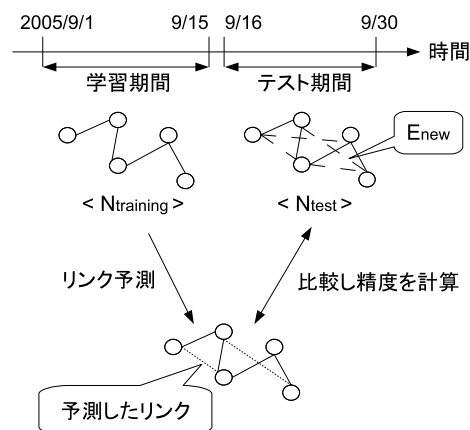 2005/9/1 9/15 9/16 9/30
時間
学習期間 テスト期間
Enew
< Ntraining > < Ntest >
リンク予測 比較し精度を計算
予測したリンク